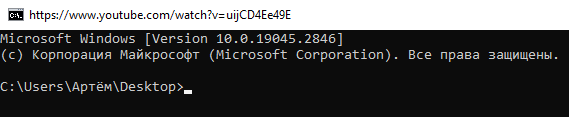 https://www.youtube.com/watch?v=uijCD4Ee49E
Microsoft Windows [Version 10.0.19045.2846]
(c) Корпорация Майкрософт (Microsoft Corporation). Все права защищены.
C:\Users\Артём\Desktop>